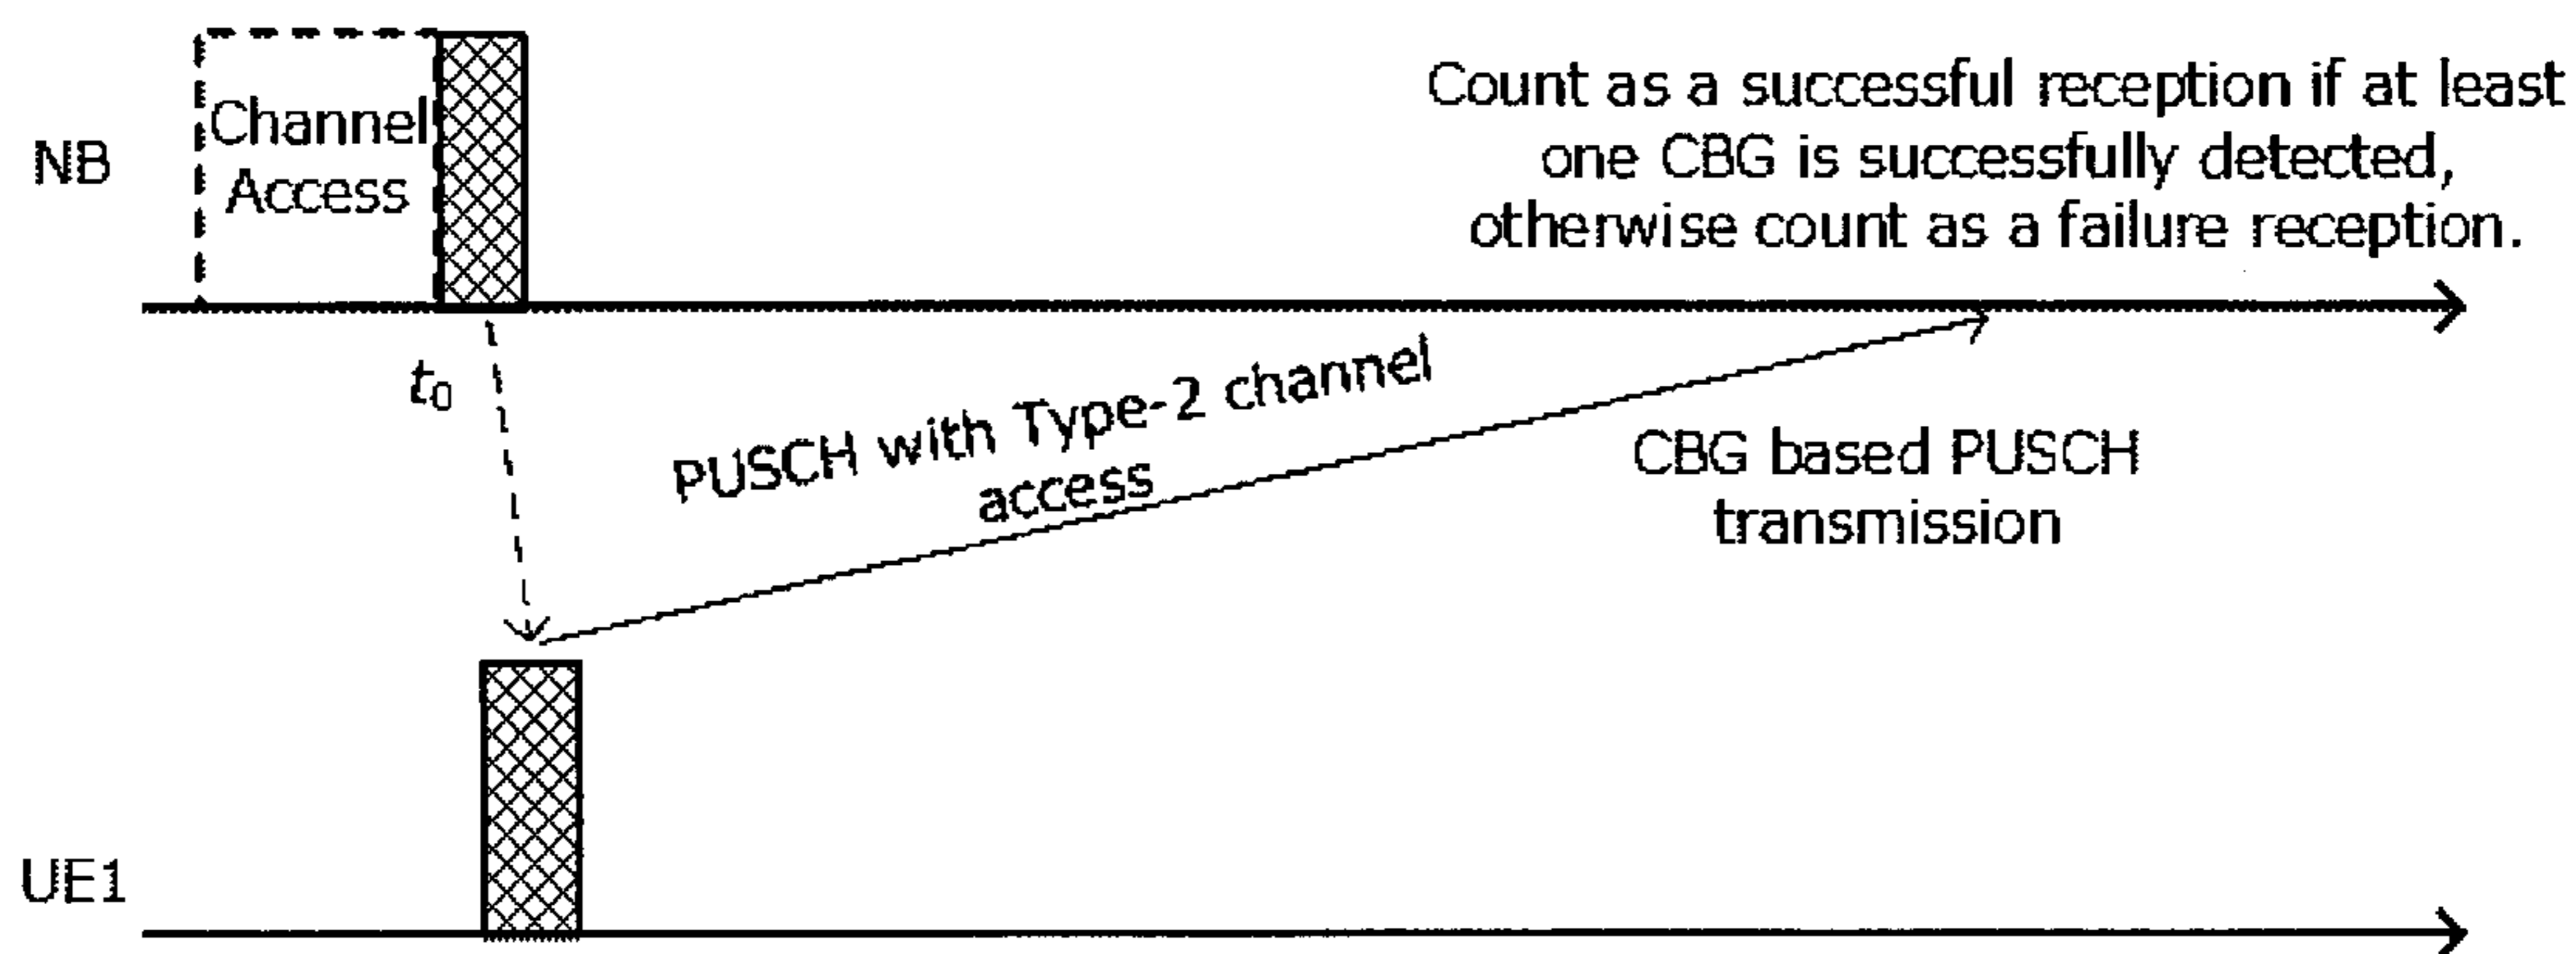 NB
Channel
Access
Count as a successful reception if at least
one CBG is successfully detected,
otherwise count as a failure reception.
t0
PUSCH with Type-2 channel
access
CBG based PUSCH
transmission
UE1